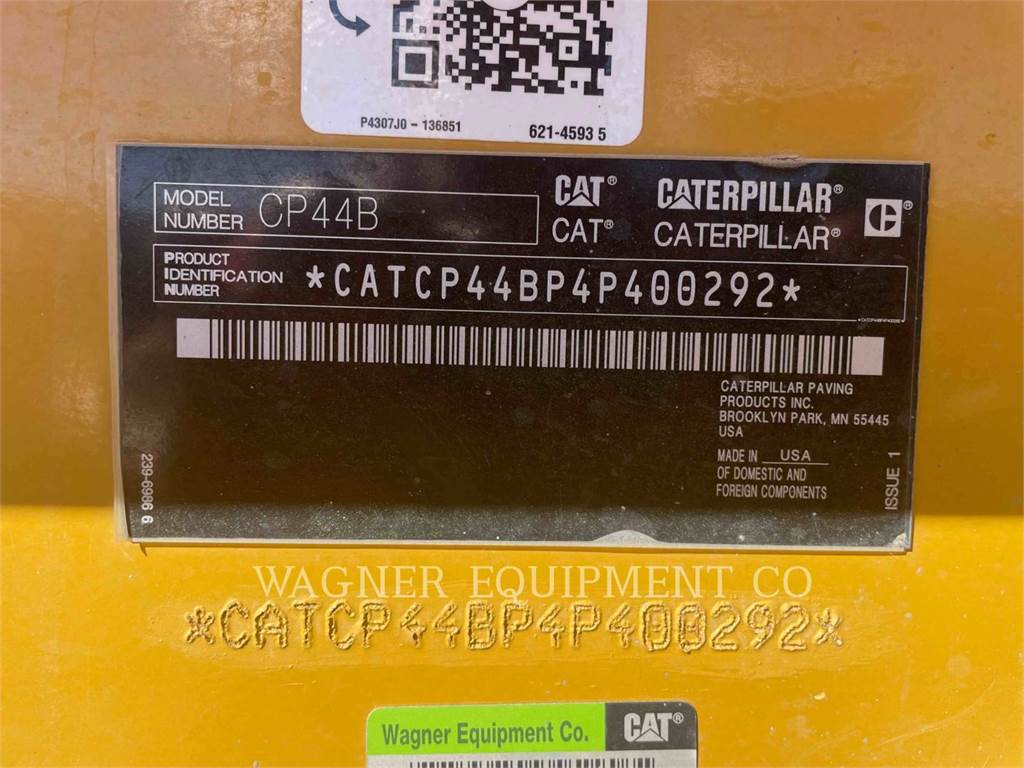 P4307J0 - 136851
621-4593 5
MODEL NUMBER CP44B
CAT® CATERPILLAR®
CAT® CATERPILLAR®
PRODUCT IDENTIFICATION NUMBER *CATCP44BP4P400292*
*CATCP44BP4P400292*
CATERPILLAR PAVING
PRODUCTS INC.
BROOKLYN PARK, MN 55445
USA
MADE IN USA
OF DOMESTIC AND
FOREIGN COMPONENTS
239-6986 6
ISSUE 1
WAGNER EQUIPMENT CO
*CATCP44BP4P400292*
Wagner Equipment Co. CAT®